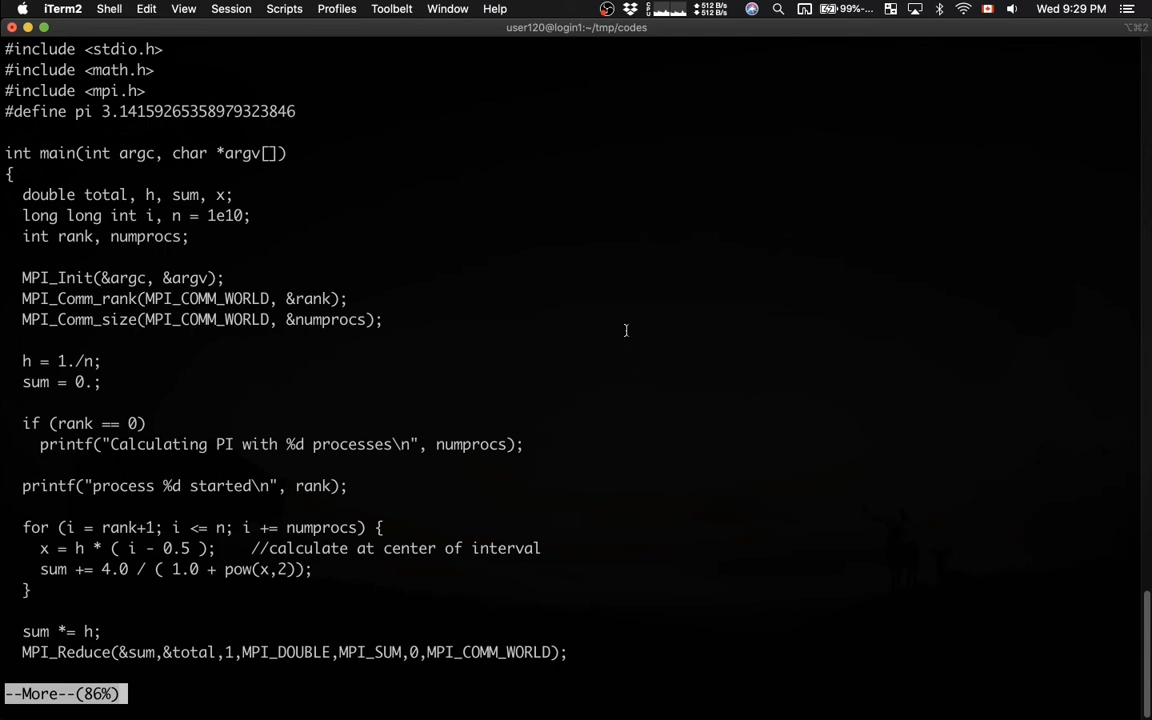 iTerm2 Shell Edit View Session Scripts Profiles Toolbelt Window Help 512 B/s 512 B/s 99%-... Wed 9:29 PM
user120@login1:~/tmp/codes ⌥⌘2
#include <stdio.h>
#include <math.h>
#include <mpi.h>
#define pi 3.14159265358979323846
int main(int argc, char *argv[])
{
  double total, h, sum, x;
  long long int i, n = 1e10;
  int rank, numprocs;
  MPI_Init(&argc, &argv);
  MPI_Comm_rank(MPI_COMM_WORLD, &rank);
  MPI_Comm_size(MPI_COMM_WORLD, &numprocs);
  h = 1./n;
  sum = 0.;
  if (rank == 0)
    printf("Calculating PI with %d processes\n", numprocs);
  printf("process %d started\n", rank);
  for (i = rank+1; i <= n; i += numprocs) {
    x = h * ( i - 0.5 );    //calculate at center of interval
    sum += 4.0 / ( 1.0 + pow(x,2));
  }
  sum *= h;
  MPI_Reduce(&sum,&total,1,MPI_DOUBLE,MPI_SUM,0,MPI_COMM_WORLD);
--More--(86%)